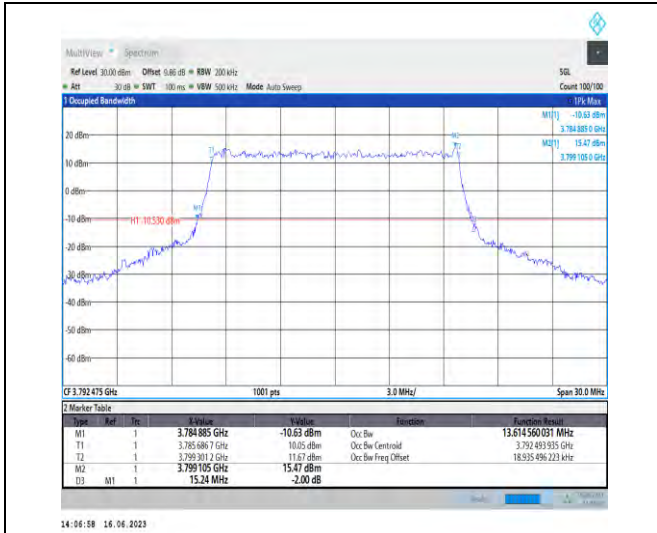 MultiView Spectrum
Ref Level 30.00 dBm Offset 0.86 dB RBW 200 kHz SGL
Att 30 dB SWT 100 ms VBW 500 kHz Mode Auto Sweep Count 100/100
1 Occupied Bandwidth 1Pk Max
M1[1] -10.63 dBm
3.784 885 0 GHz
M2[1] 15.47 dBm
3.799 105 0 GHz
20 dBm
10 dBm
0 dBm
-10 dBm
H1 -10.530 dBm
-20 dBm
-30 dBm
-40 dBm
-50 dBm
-60 dBm
M1
T1
M2
T2
CF 3.792 475 GHz 1001 pts 3.0 MHz/ Span 30.0 MHz
2 Marker Table
Type Ref Trc X-Value Y-Value Function Function Result
M1 1 3.784 885 GHz -10.63 dBm Occ Bw 13.614 560 031 MHz
T1 1 3.785 686 7 GHz 10.05 dBm Occ Bw Centroid 3.792 493 935 GHz
T2 1 3.799 301 2 GHz 11.67 dBm Occ Bw Freq Offset 18.935 496 223 kHz
M2 1 3.799 105 GHz 15.47 dBm
D3 M1 1 15.24 MHz -2.00 dB
14:06:58 16.06.2023